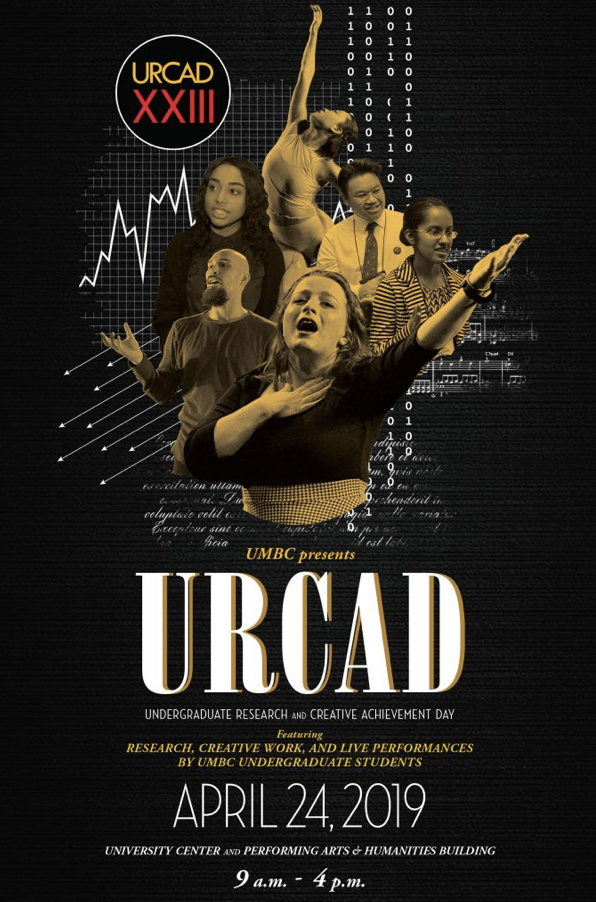 URCAD
XXIII
UMBC presents
URCAD
UNDERGRADUATE RESEARCH AND CREATIVE ACHIEVEMENT DAY
Featuring
RESEARCH, CREATIVE WORK, AND LIVE PERFORMANCES
BY UMBC UNDERGRADUATE STUDENTS
APRIL 24, 2019
UNIVERSITY CENTER AND PERFORMING ARTS & HUMANITIES BUILDING
9 a.m. - 4 p.m.